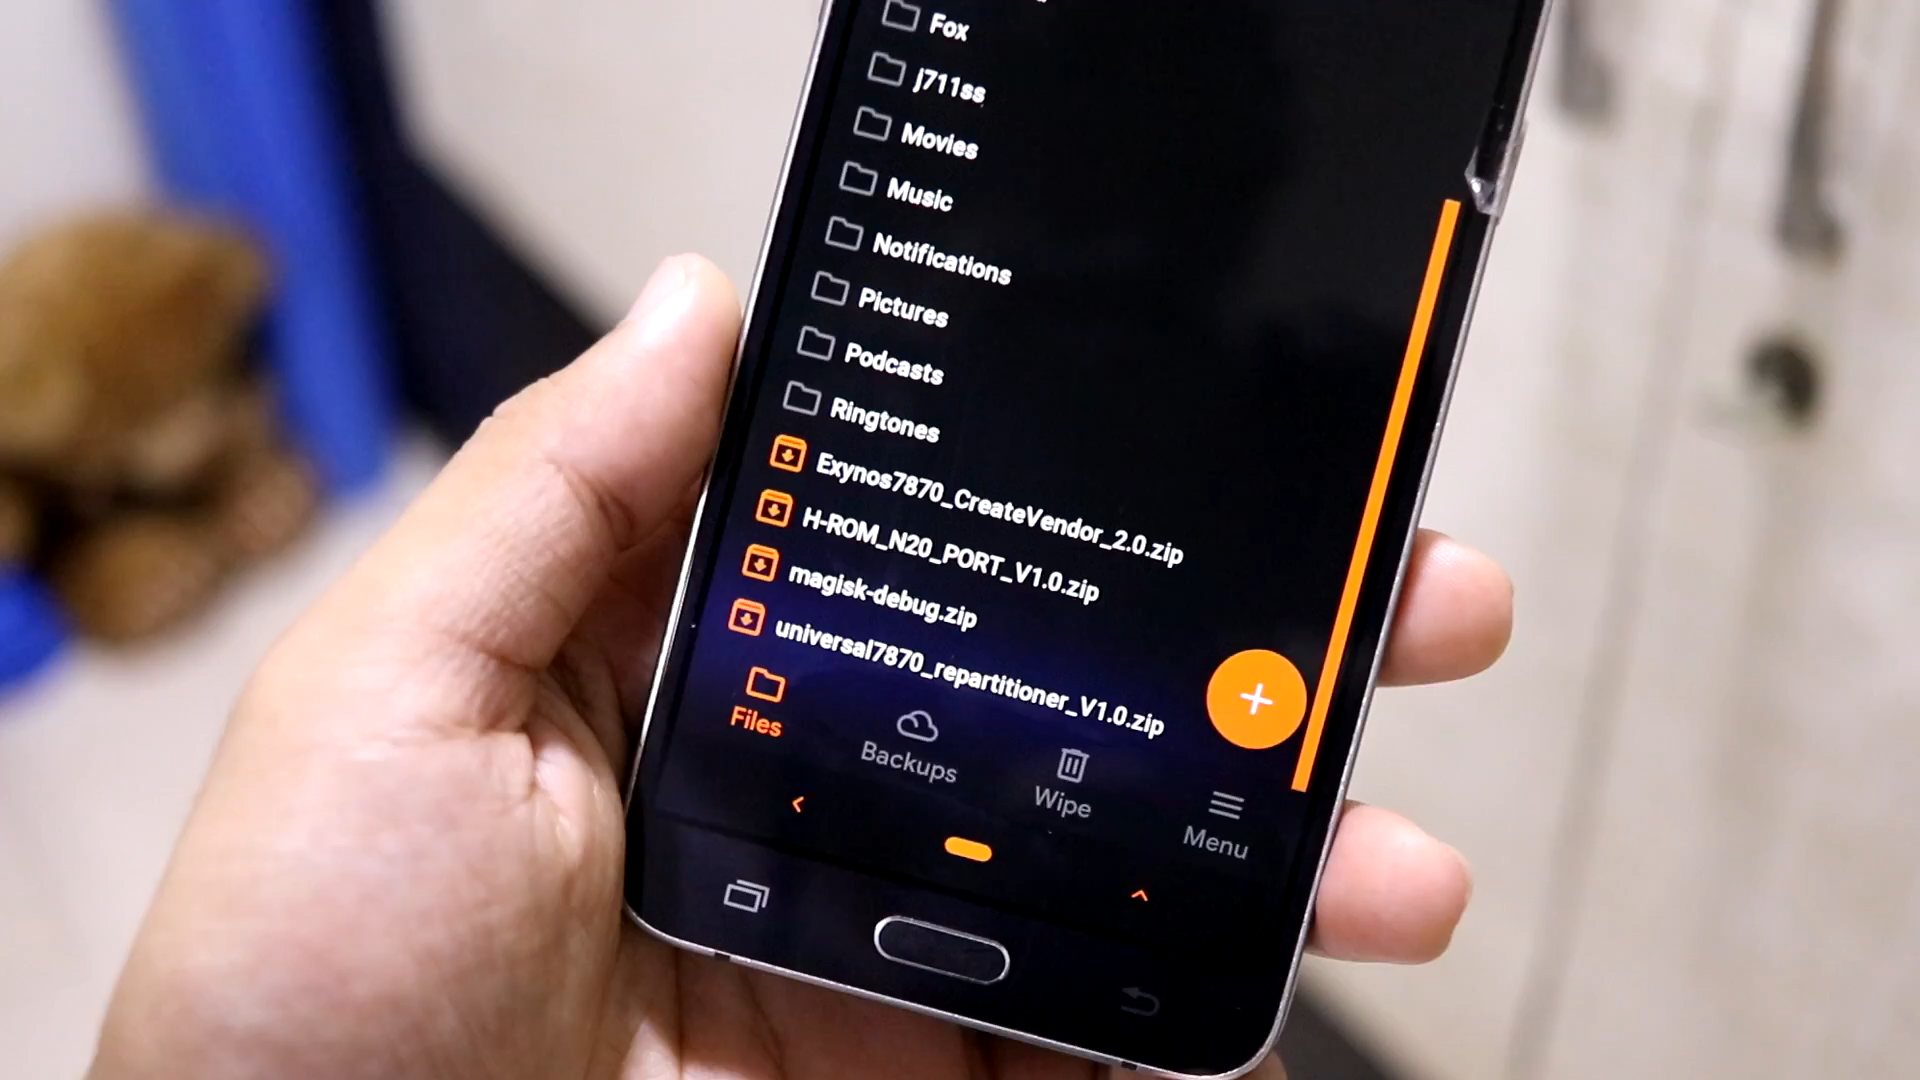 Fox
j711ss
Movies
Music
Notifications
Pictures
Podcasts
Ringtones
Exynos7870_CreateVendor_2.0.zip
H-ROM_N20_PORT_V1.0.zip
magisk-debug.zip
universal7870_repartitioner_V1.0.zip
Files
Backups
Wipe
Menu